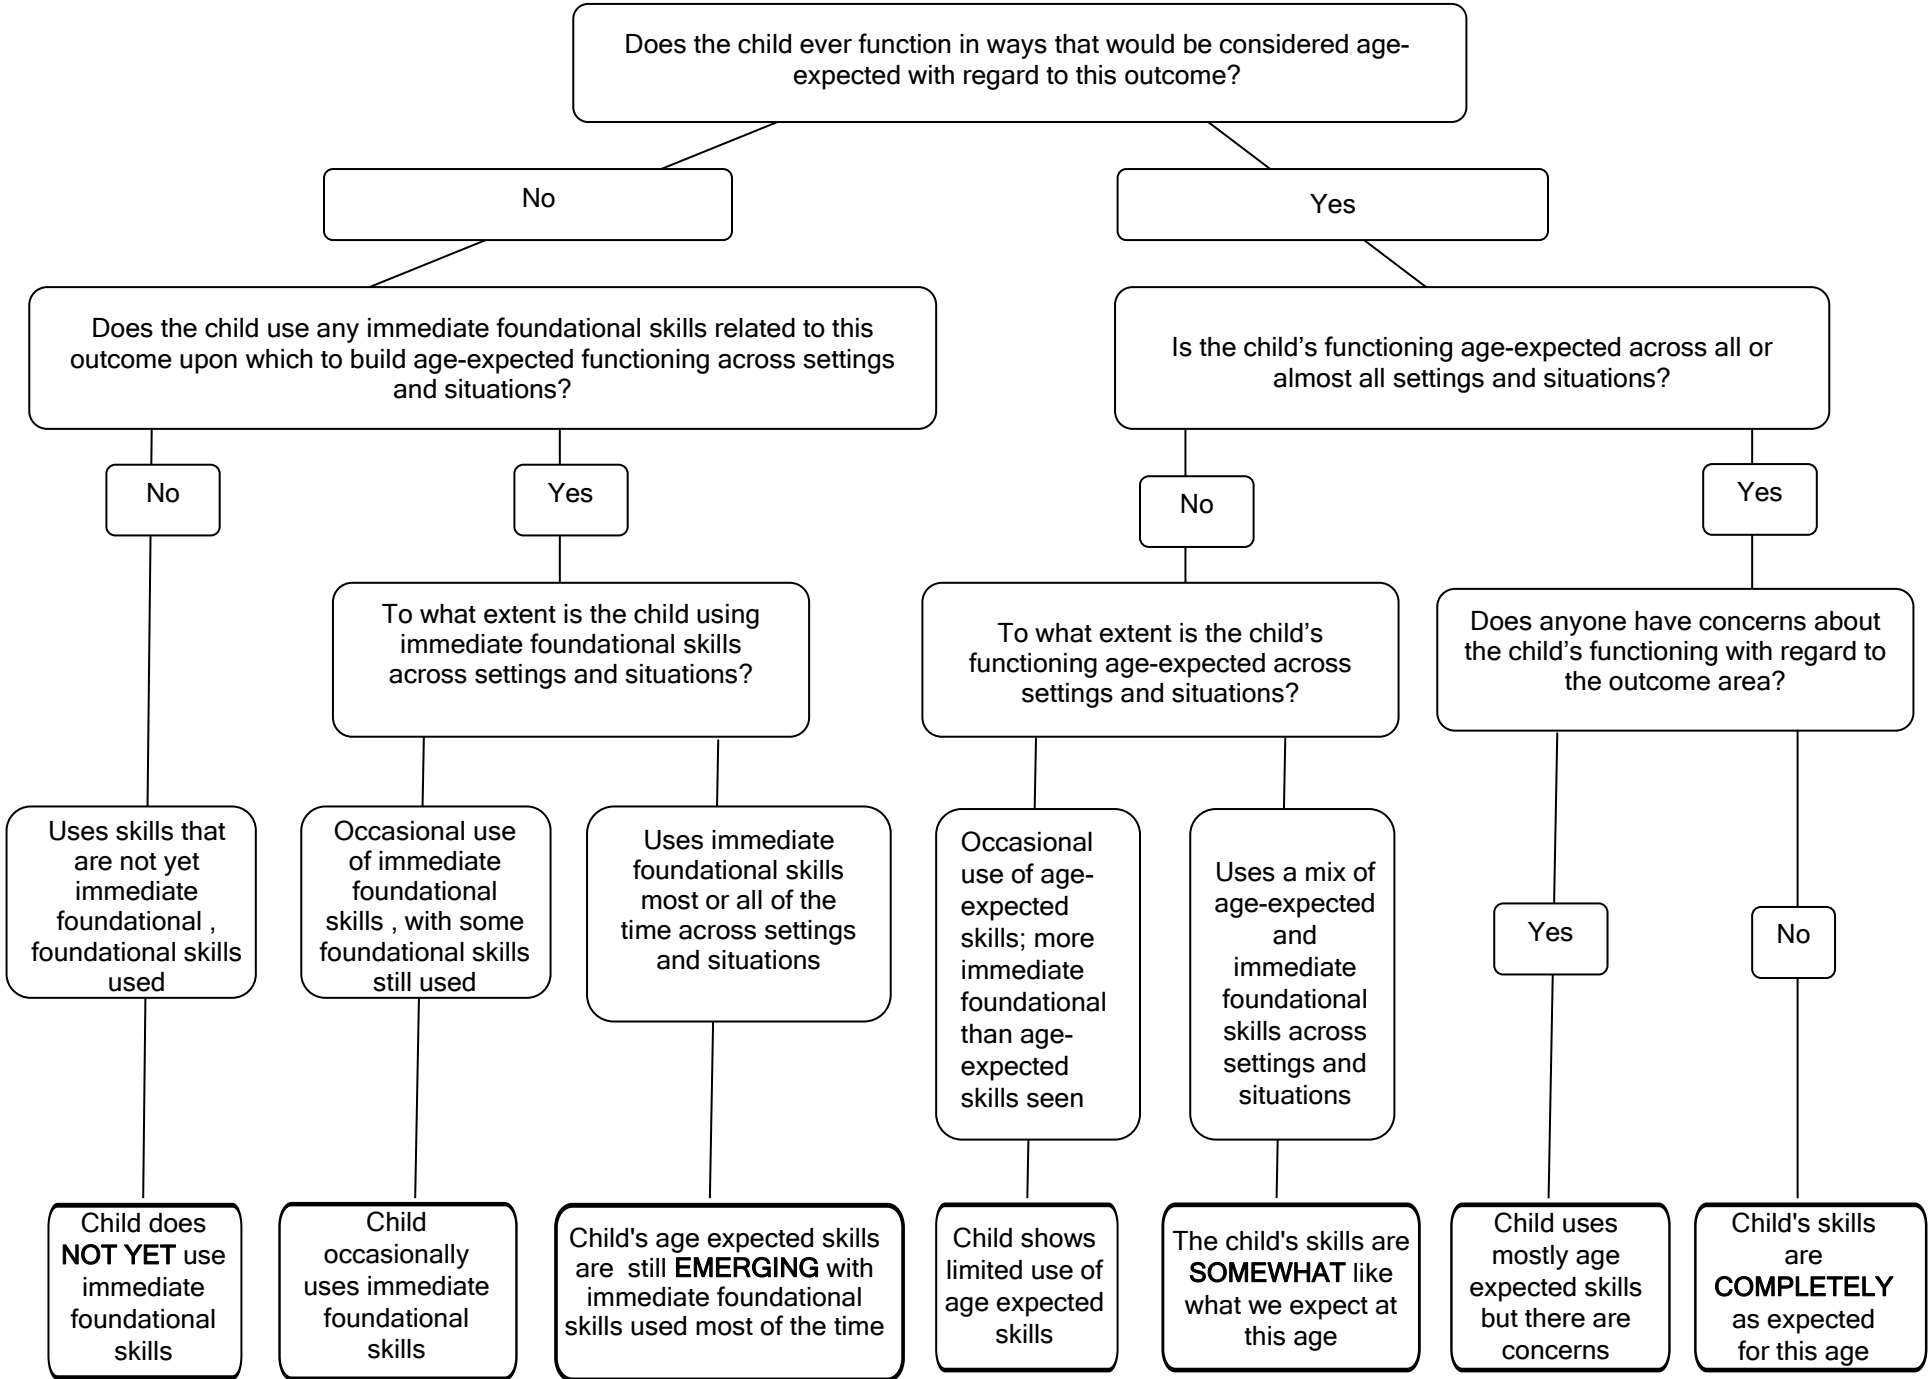 Does the child ever function in ways that would be considered age-
expected with regard to this outcome?
No
Yes
Does the child use any immediate foundational skills related to this
outcome upon which to build age-expected functioning across settings
and situations?
Is the child’s functioning age-expected across all or
almost all settings and situations?
No
Yes
No
Yes
To what extent is the child using
immediate foundational skills
across settings and situations?
To what extent is the child’s
functioning age-expected across
settings and situations?
Does anyone have concerns about
the child’s functioning with regard to
the outcome area?
Uses skills that
are not yet
immediate
foundational ,
foundational skills
used
Occasional use
of immediate
foundational
skills , with some
foundational skills
still used
Uses immediate
foundational skills
most or all of the
time across settings
and situations
Occasional
use of age-
expected
skills; more
immediate
foundational
than age-
expected
skills seen
Uses a mix of
age-expected
and
immediate
foundational
skills across
settings and
situations
Yes
No
Child does
NOT YET use
immediate
foundational
skills
Child
occasionally
uses immediate
foundational
skills
Child's age expected skills
are still EMERGING with
immediate foundational
skills used most of the time
Child shows
limited use of
age expected
skills
The child's skills are
SOMEWHAT like
what we expect at
this age
Child uses
mostly age
expected skills
but there are
concerns
Child's skills
are
COMPLETELY
as expected
for this age